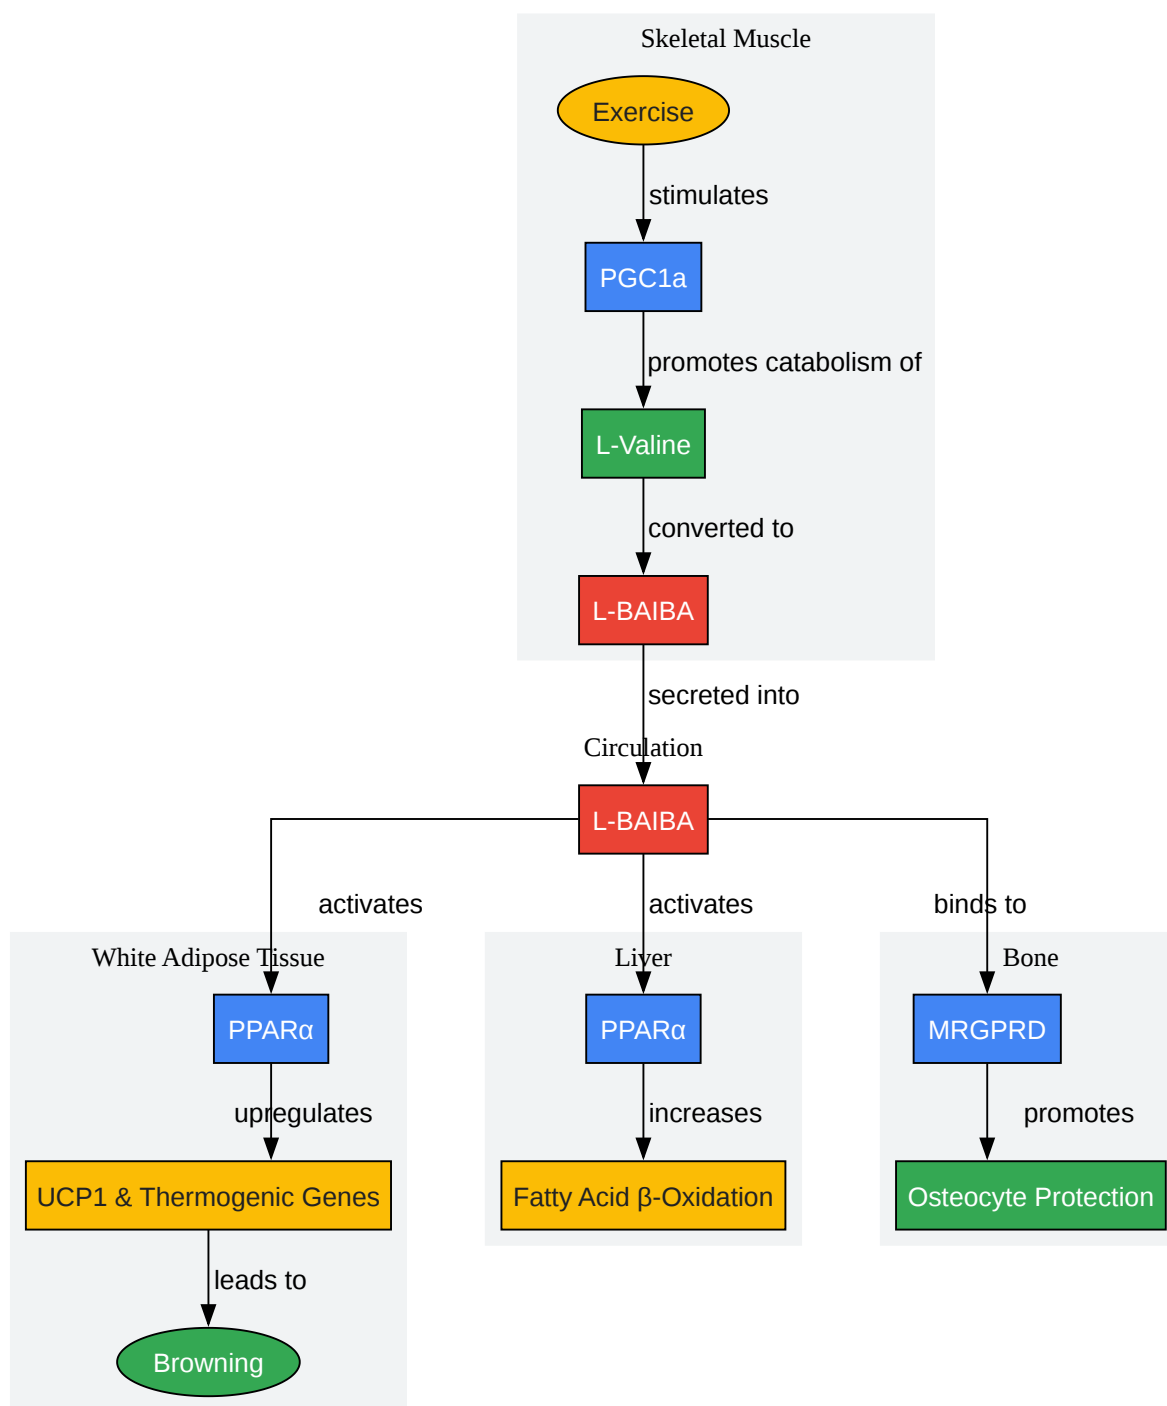 Skeletal Muscle
Exercise
stimulates
PGC1a
promotes catabolism of
L-Valine
converted to
L-BAIBA
secreted into
Circulation
L-BAIBA
activates
activates
binds to
White Adipose Tissue
Liver
Bone
PPARα
PPARα
MRGPRD
upregulates
increases
promotes
UCP1 & Thermogenic Genes
Fatty Acid β-Oxidation
Osteocyte Protection
leads to
Browning